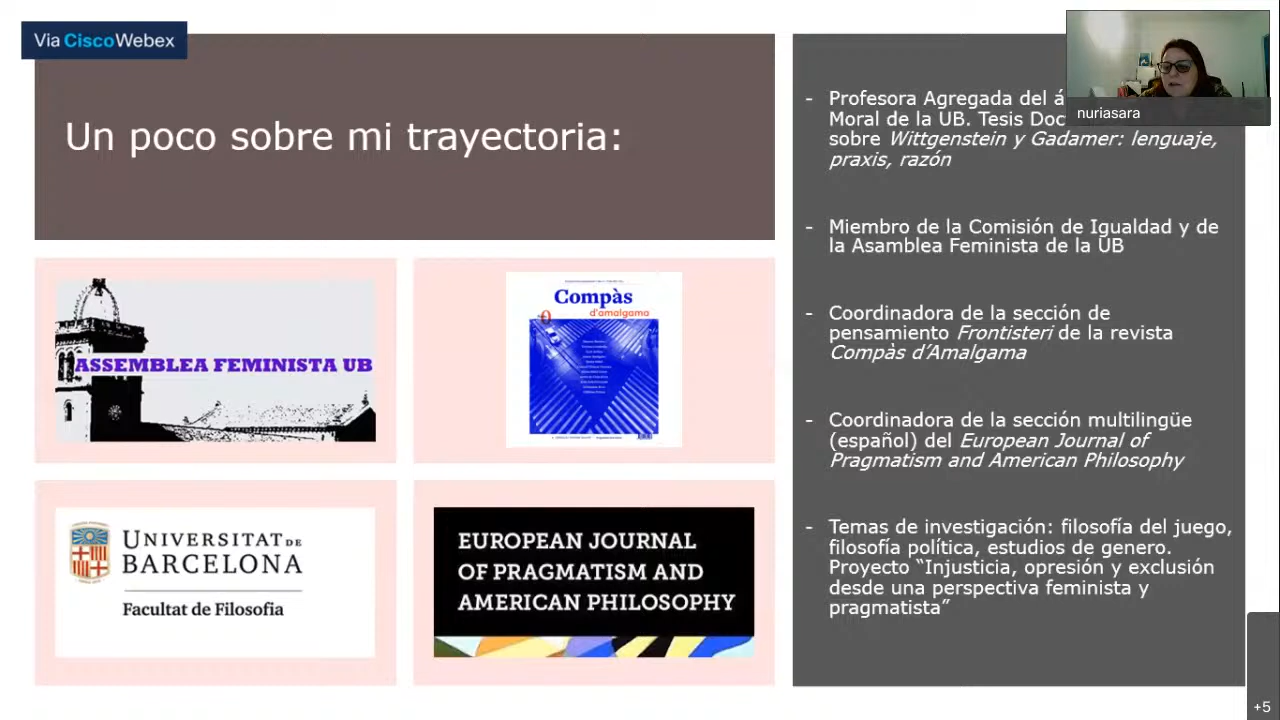 Via Cisco Webex
Un poco sobre mi trayectoria:
nuriasara
- Profesora Agregada del á
Moral de la UB. Tesis Doc
sobre Wittgenstein y Gadamer: lenguaje,
praxis, razón
- Miembro de la Comisión de Igualdad y de
la Asamblea Feminista de la UB
- Coordinadora de la sección de
pensamiento Frontisteri de la revista
Compàs d’Amalgama
- Coordinadora de la sección multilingüe
(español) del European Journal of
Pragmatism and American Philosophy
- Temas de investigación: filosofía del juego,
filosofía política, estudios de genero.
Proyecto “Injusticia, opresión y exclusión
desde una perspectiva feminista y
pragmatista”
ASSEMBLEA FEMINISTA UB
Compàs
d'amalgama
UNIVERSITAT DE
BARCELONA
Facultat de Filosofia
EUROPEAN JOURNAL
OF PRAGMATISM AND
AMERICAN PHILOSOPHY
+5